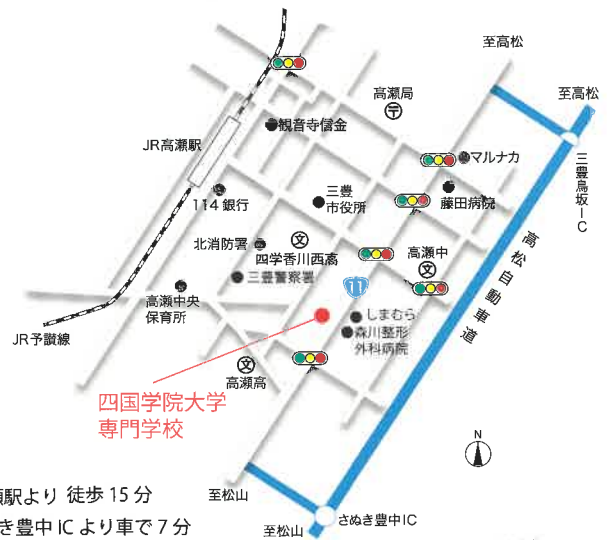 至高松
高瀬局
〒
至高松
観音寺信金
JR高瀬駅
マルナカ
三豊鳥坂IC
三豊
市役所
藤田病院
114銀行
北消防署
文
四学香川西高
高瀬中
文
高松自動車道
三豊警察署
11
高瀬中央
保育所
しまむら
森川整形
外科病院
JR予讃線
文
高瀬高
四国学院大学
専門学校
N
瀬駅より 徒歩15分
至松山
さぬき豊中IC
き豊中ICより車で7分
至松山